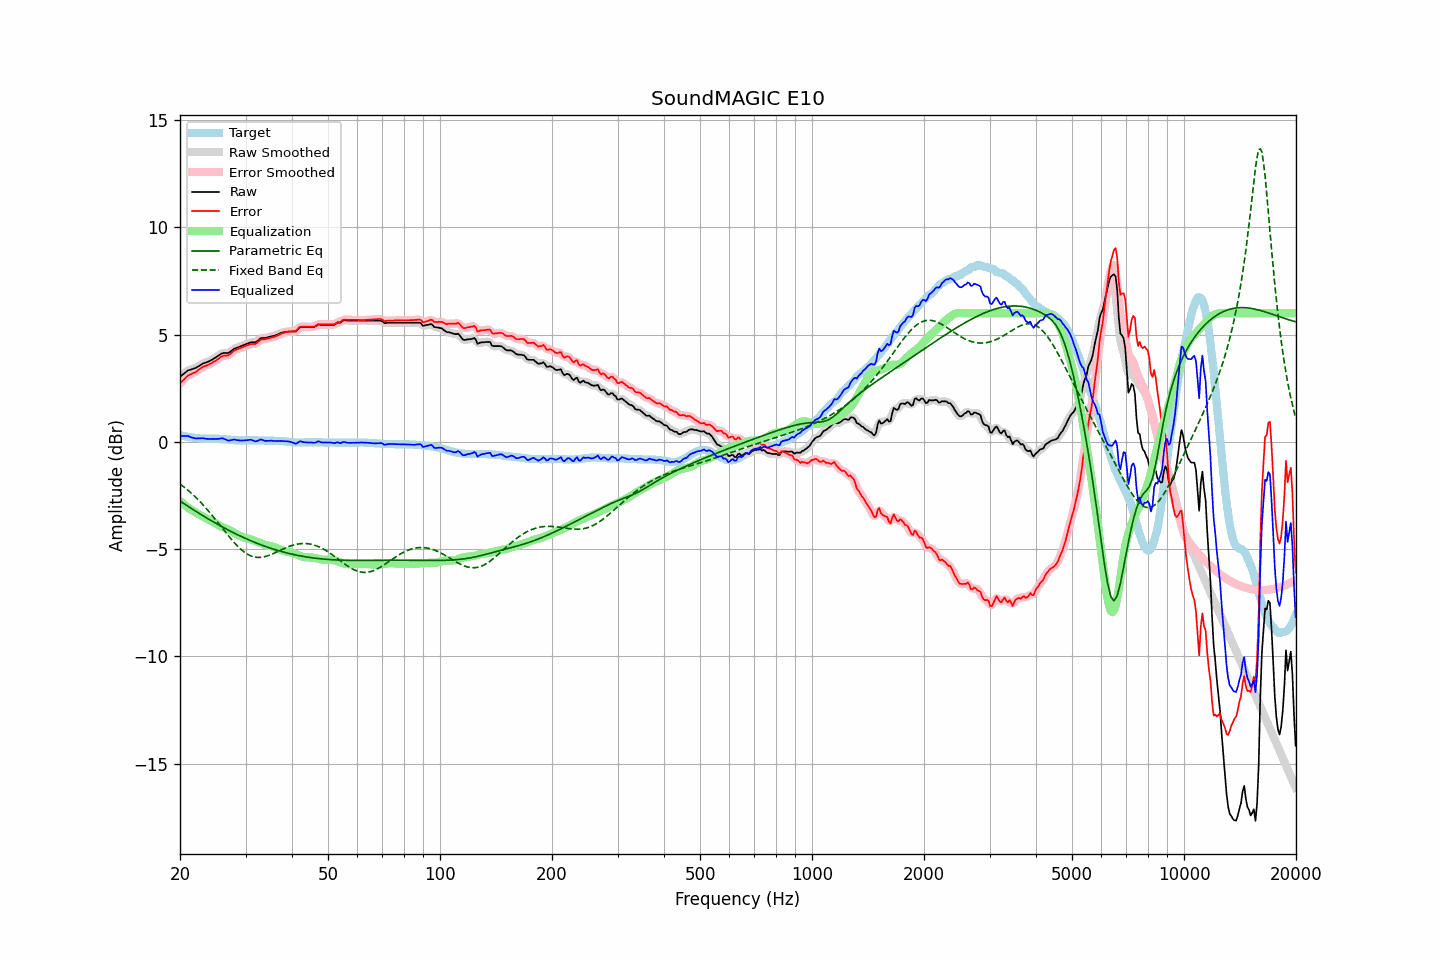 SoundMAGIC E10
Target
Raw Smoothed
Error Smoothed
Raw
Error
Equalization
Parametric Eq
Fixed Band Eq
Equalized
15
10
5
0
−5
−10
−15
Amplitude (dBr)
20
50
100
200
500
1000
2000
5000
10000
20000
Frequency (Hz)